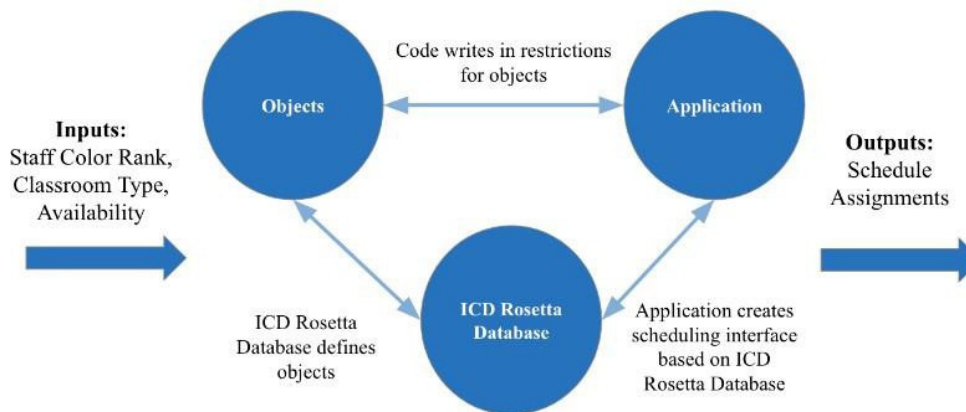 Code writes in restrictions
for objects
Objects
Application
Inputs:
Staff Color Rank,
Classroom Type,
Availability
Outputs:
Schedule
Assignments
ICD Rosetta
Database
ICD Rosetta
Database defines
objects
Application creates
scheduling interface
based on ICD
Rosetta Database